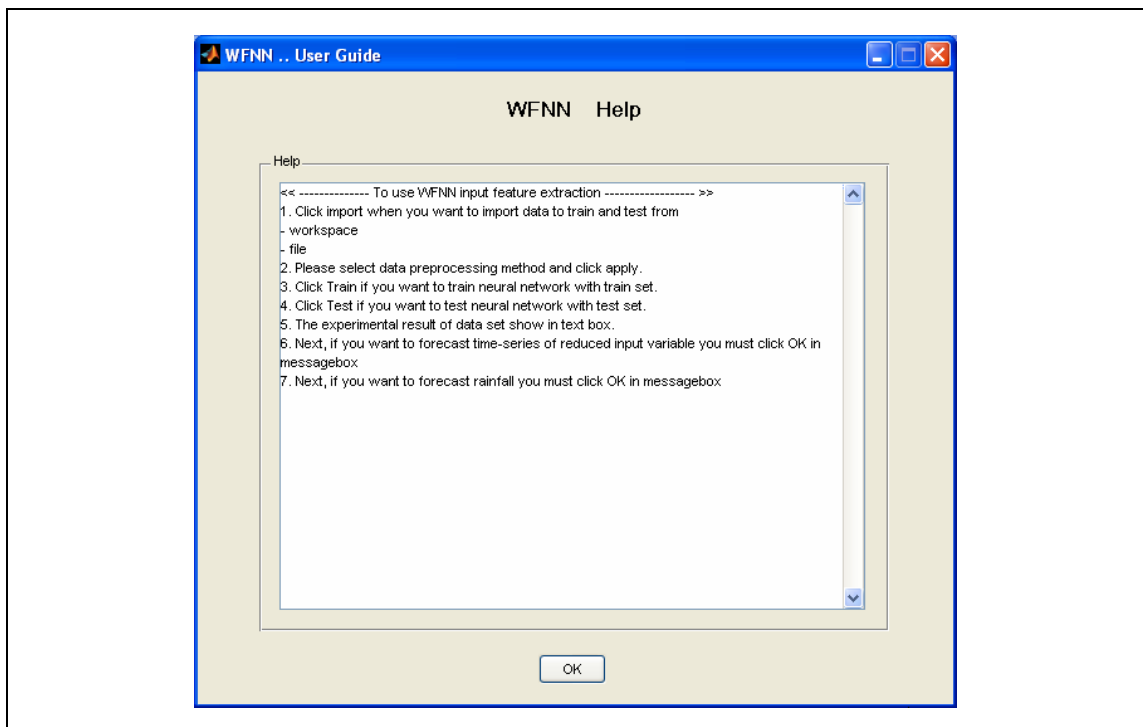 WFNN .. User Guide
WFNN Help
Help
<< -------------- To use WFNN input feature extraction ------------------ >>
1. Click import when you want to import data to train and test from
- workspace
- file
2. Please select data preprocessing method and click apply.
3. Click Train if you want to train neural network with train set.
4. Click Test if you want to test neural network with test set.
5. The experimental result of data set show in text box.
6. Next, if you want to forecast time-series of reduced input variable you must click OK in
messagebox
7. Next, if you want to forecast rainfall you must click OK in messagebox
OK